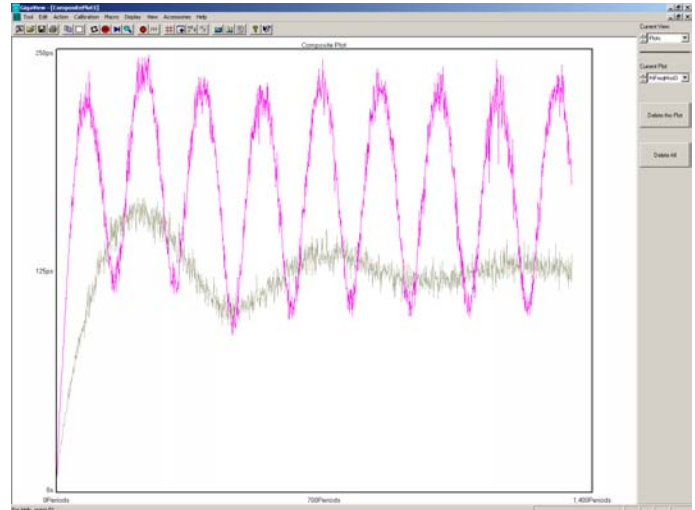 GigaView - [CompositePlot3]
Tool Edit Action Calibration Macro Display View Accessories Help
Composite Plot
250ps
125ps
0s
0Periods
700Periods
1,400Periods
Current View:
Plots
Current Plot:
Delete this Plot
Delete All